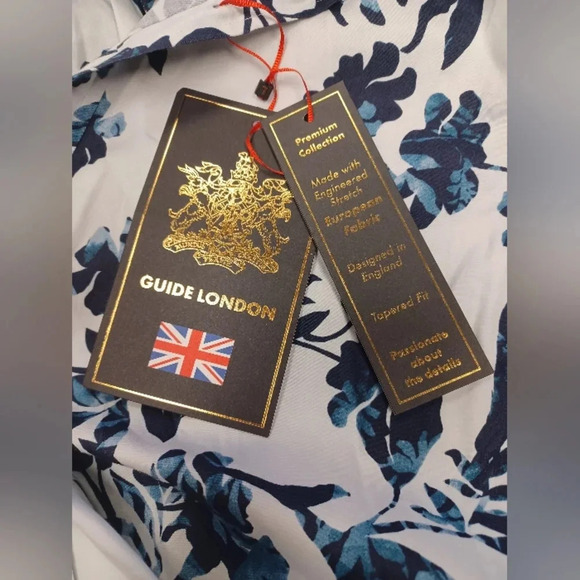 GUIDE LONDON
Premium
Collection
Made with
Engineered
Stretch
European
Fabric
Designed in
England
Tapered Fit
Passionate
about
the details